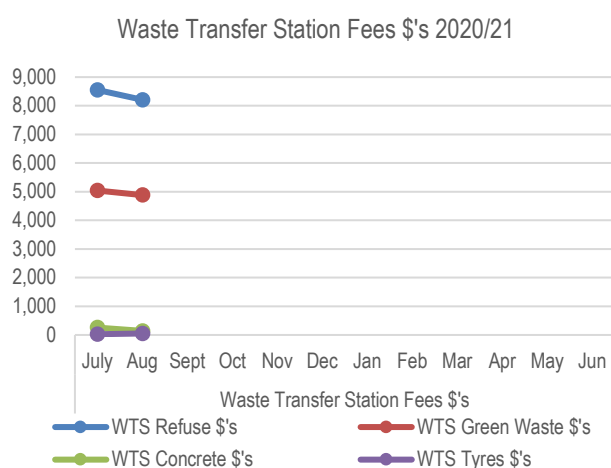 Waste Transfer Station Fees $'s 2020/21
9,000
8,000
7,000
6,000
5,000
4,000
3,000
2,000
1,000
0
July Aug Sept Oct Nov Dec Jan Feb Mar Apr May Jun
Waste Transfer Station Fees $'s
WTS Refuse $'s WTS Green Waste $'s
WTS Concrete $'s WTS Tyres $'s